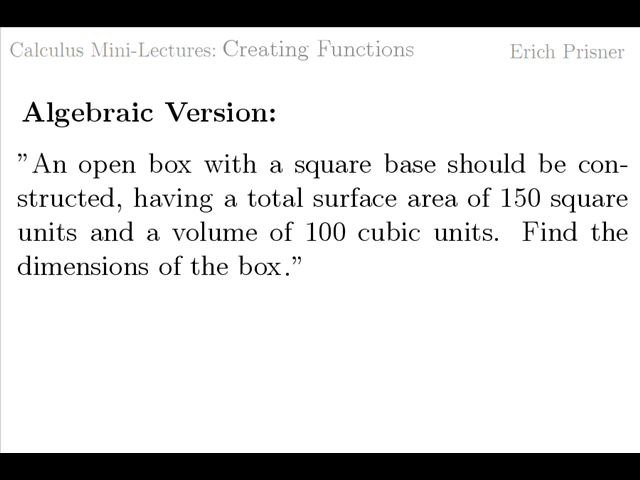 Calculus Mini-Lectures: Creating Functions Erich Prisner
Algebraic Version:
”An open box with a square base should be con-
structed, having a total surface area of 150 square
units and a volume of 100 cubic units. Find the
dimensions of the box.”